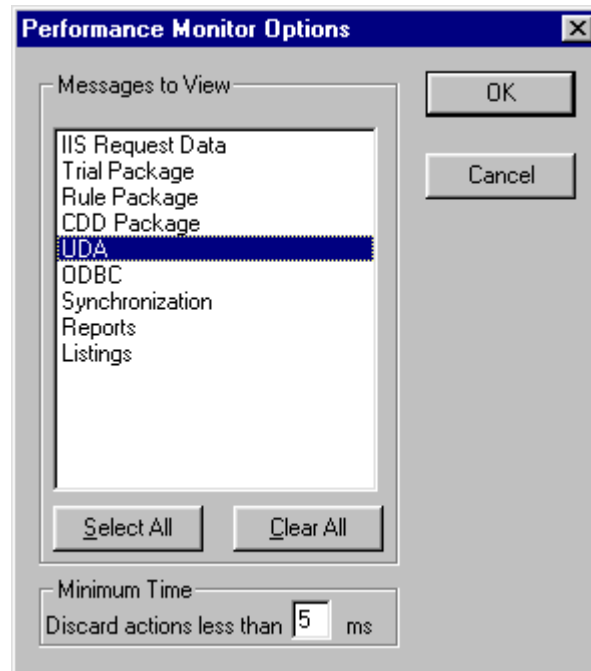 Performance Monitor Options
Messages to View
OK
IIS Request Data
Trial Package
Cancel
Rule Package
CDD Package
UDA
ODBC
Synchronization
Reports
Listings
Select All Clear All
Minimum Time
Discard actions less than 5 ms